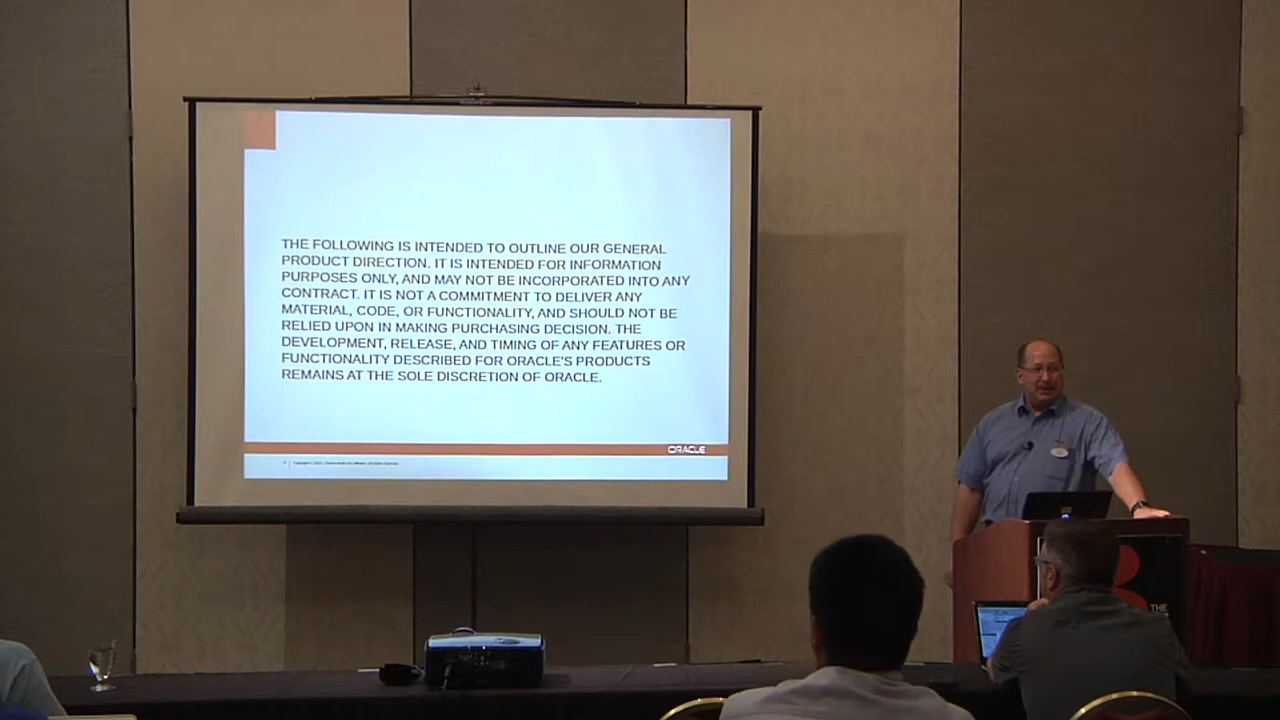 THE FOLLOWING IS INTENDED TO OUTLINE OUR GENERAL
PRODUCT DIRECTION. IT IS INTENDED FOR INFORMATION
PURPOSES ONLY, AND MAY NOT BE INCORPORATED INTO ANY
CONTRACT. IT IS NOT A COMMITMENT TO DELIVER ANY
MATERIAL, CODE, OR FUNCTIONALITY, AND SHOULD NOT BE
RELIED UPON IN MAKING PURCHASING DECISION. THE
DEVELOPMENT, RELEASE, AND TIMING OF ANY FEATURES OR
FUNCTIONALITY DESCRIBED FOR ORACLE'S PRODUCTS
REMAINS AT THE SOLE DISCRETION OF ORACLE.
ORACLE
THE